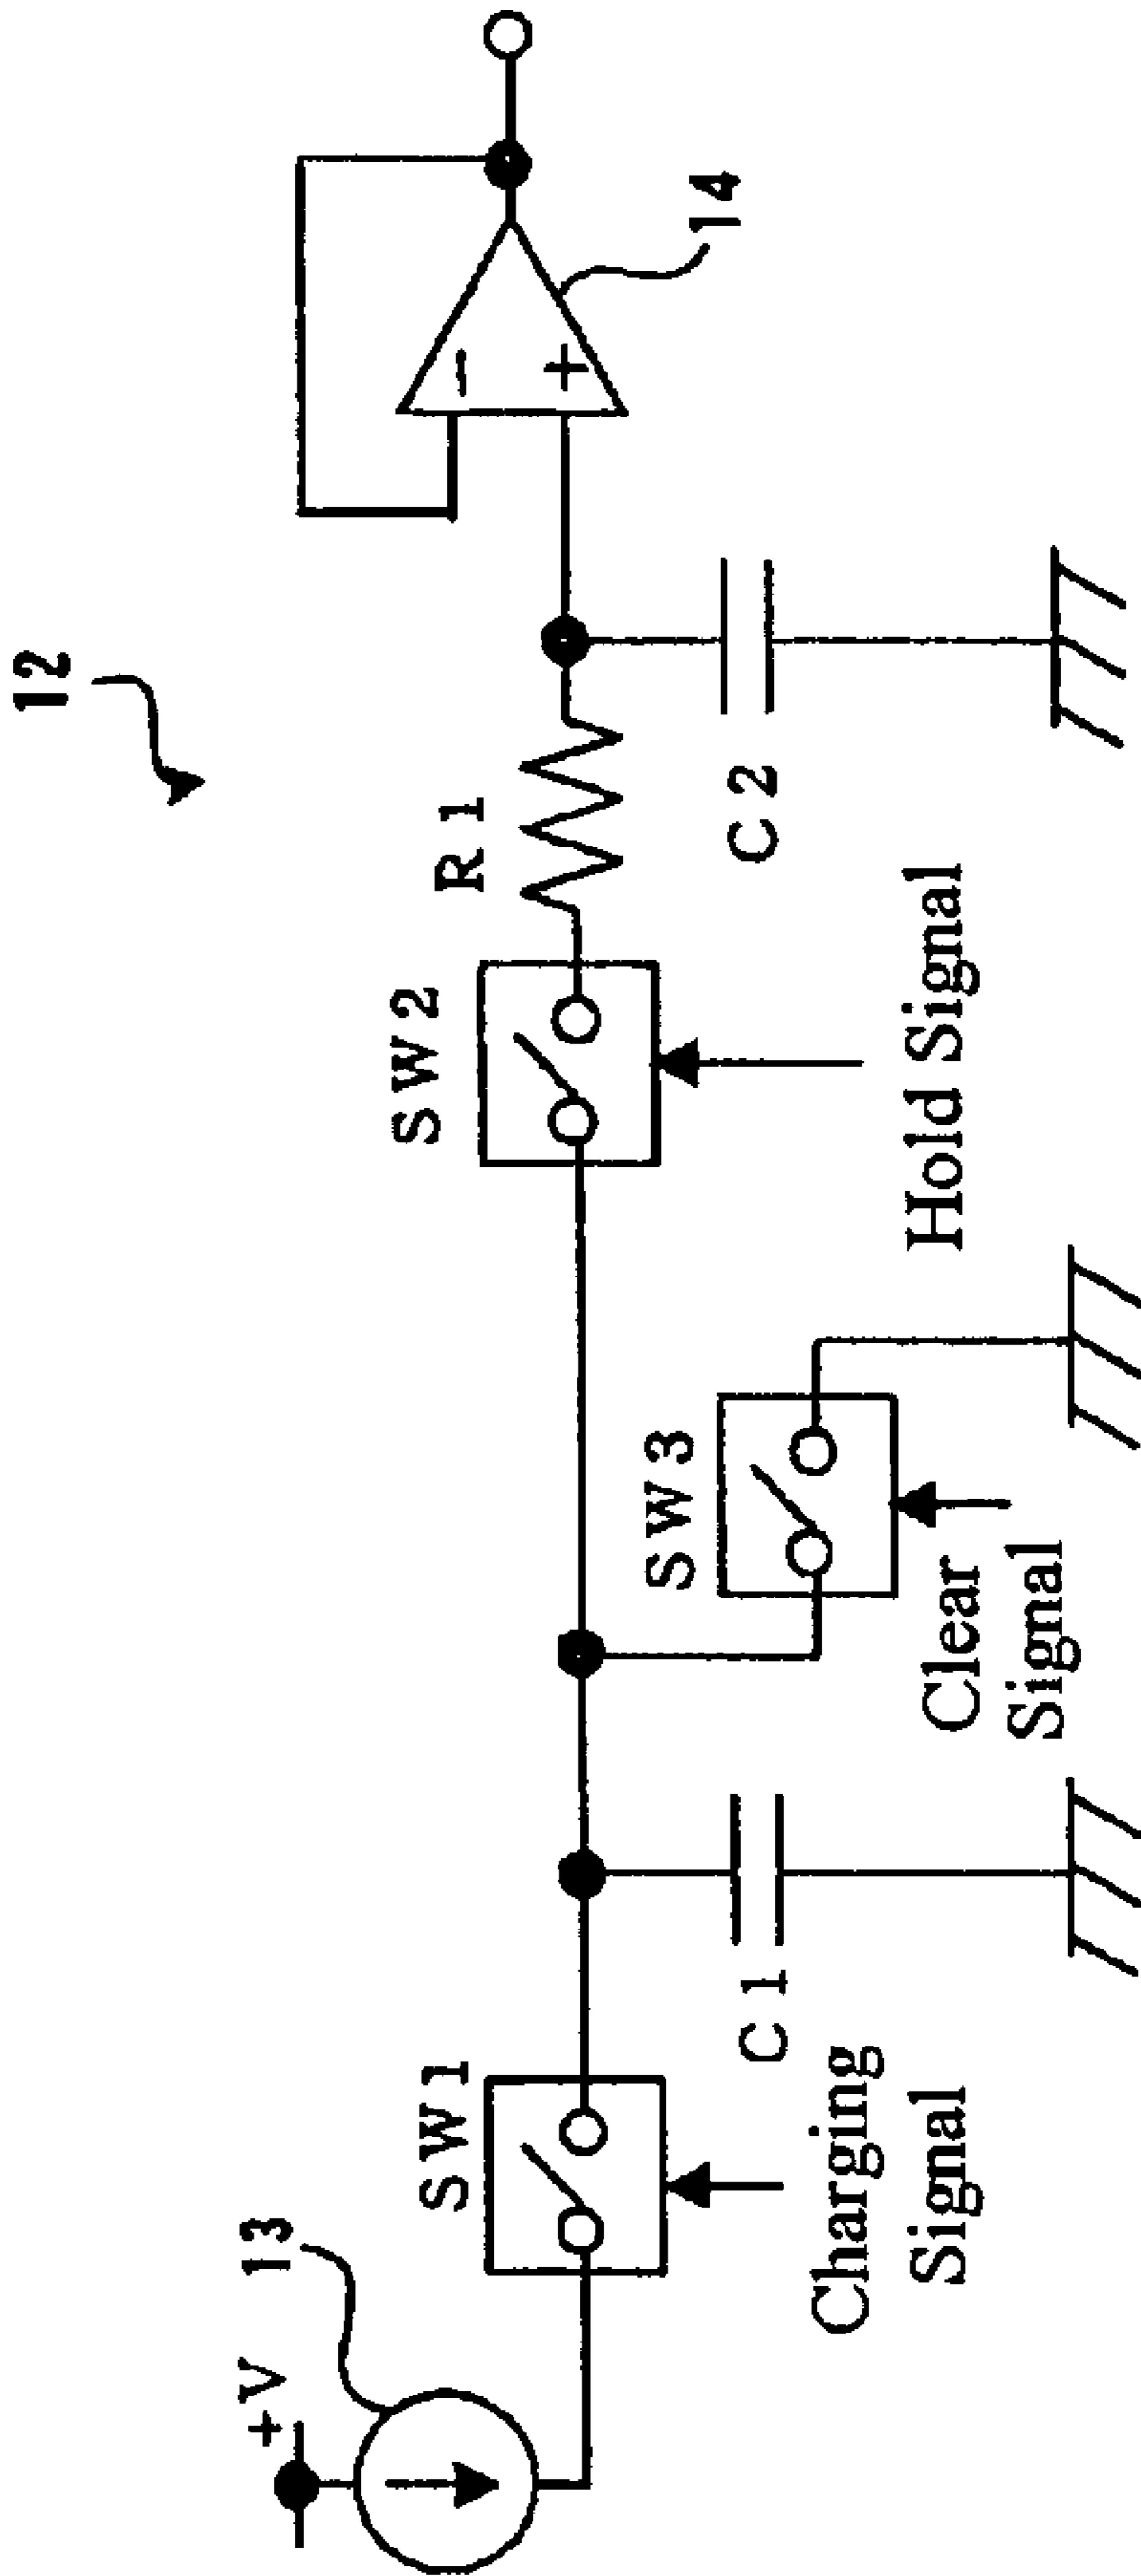 12
+V
13
SW1
SW2
R1
14
C1
SW3
C2
Charging
Signal
Clear
Signal
Hold Signal
-
+